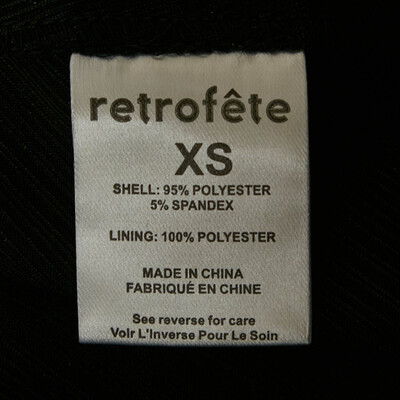 retrofête
XS
SHELL: 95% POLYESTER
5% SPANDEX
LINING: 100% POLYESTER
MADE IN CHINA
FABRIQUÉ EN CHINE
See reverse for care
Voir L'Inverse Pour Le Soin